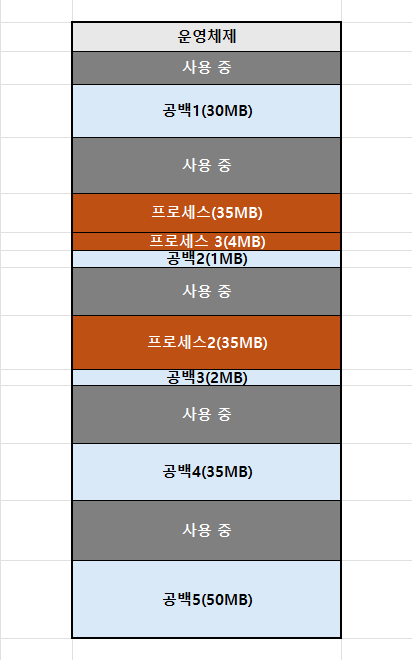 운영체제
사용 중
공백1(30MB)
사용 중
프로세스(35MB)
프로세스 3(4MB)
공백2(1MB)
사용 중
프로세스2(35MB)
공백3(2MB)
사용 중
공백4(35MB)
사용 중
공백5(50MB)